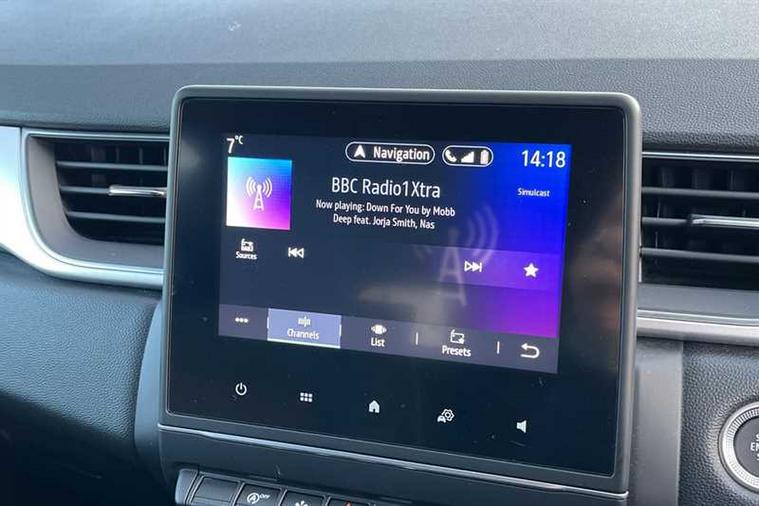 7°C
Navigation
14:18
BBC Radio1Xtra
Simulcast
Now playing: Down For You by Mobb
Deep feat. Jorja Smith, Nas
Sources
Channels
List
Presets
OFF